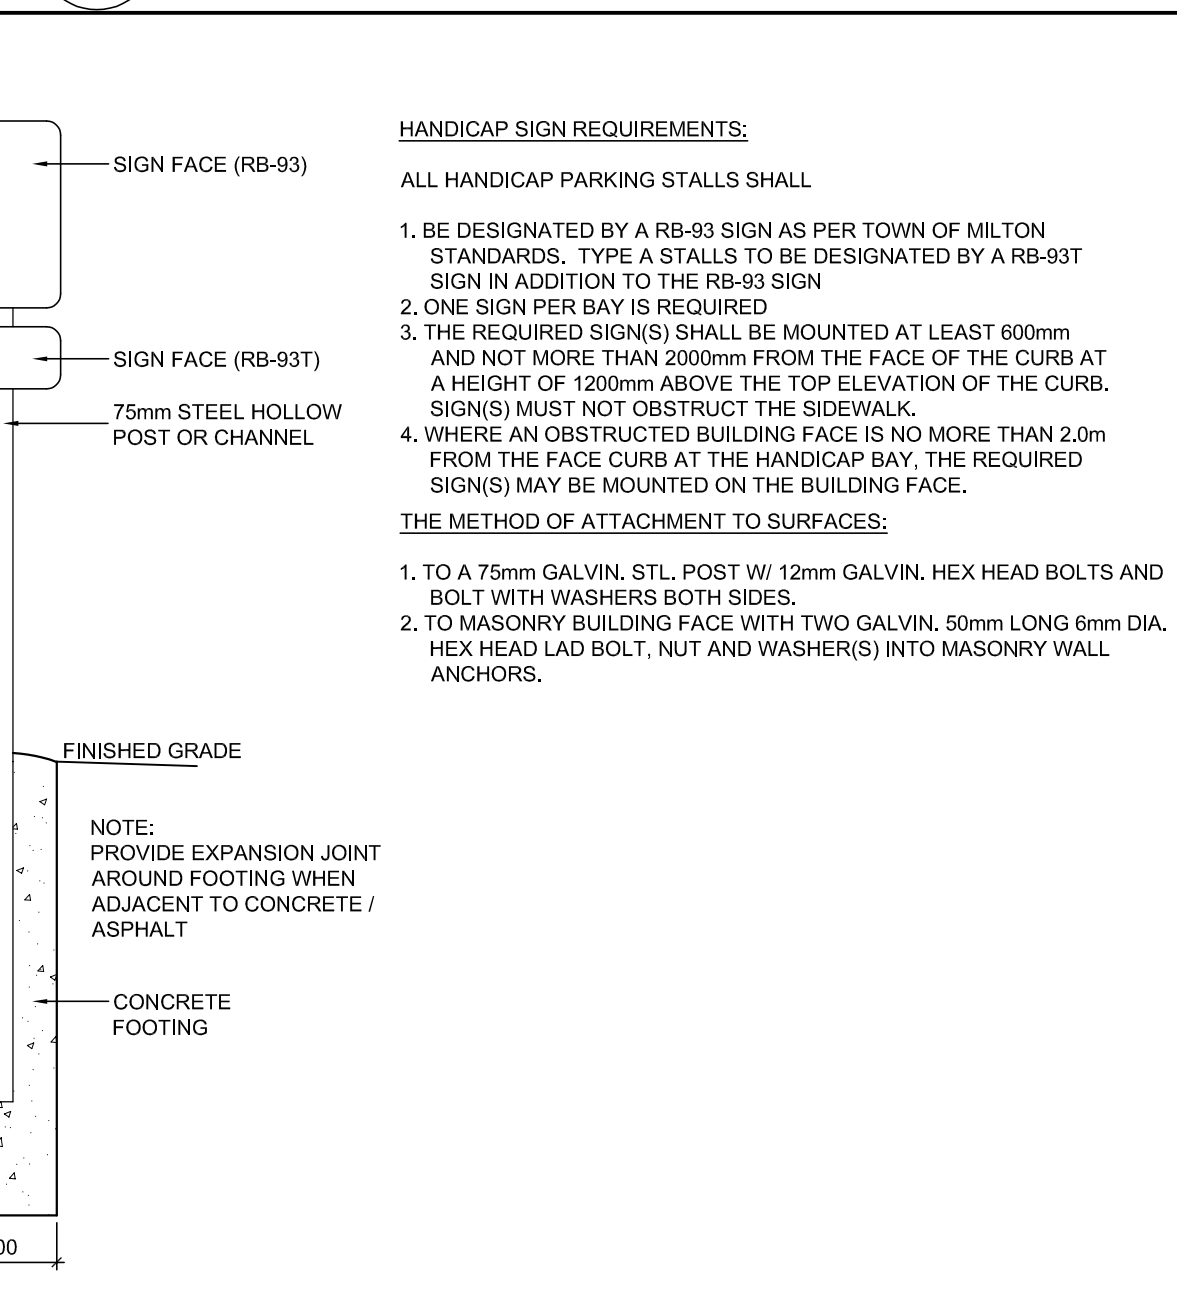 SIGN FACE (RB-93)
SIGN FACE (RB-93T)
75mm STEEL HOLLOW
POST OR CHANNEL
FINISHED GRADE
NOTE:
PROVIDE EXPANSION JOINT
AROUND FOOTING WHEN
ADJACENT TO CONCRETE /
ASPHALT
CONCRETE
FOOTING
HANDICAP SIGN REQUIREMENTS:
ALL HANDICAP PARKING STALLS SHALL
1. BE DESIGNATED BY A RB-93 SIGN AS PER TOWN OF MILTON
STANDARDS. TYPE A STALLS TO BE DESIGNATED BY A RB-93T
SIGN IN ADDITION TO THE RB-93 SIGN
2. ONE SIGN PER BAY IS REQUIRED
3. THE REQUIRED SIGN(S) SHALL BE MOUNTED AT LEAST 600mm
AND NOT MORE THAN 2000mm FROM THE FACE OF THE CURB AT
A HEIGHT OF 1200mm ABOVE THE TOP ELEVATION OF THE CURB.
SIGN(S) MUST NOT OBSTRUCT THE SIDEWALK.
4. WHERE AN OBSTRUCTED BUILDING FACE IS NO MORE THAN 2.0m
FROM THE FACE CURB AT THE HANDICAP BAY, THE REQUIRED
SIGN(S) MAY BE MOUNTED ON THE BUILDING FACE.
THE METHOD OF ATTACHMENT TO SURFACES:
1. TO A 75mm GALVIN. STL. POST W/ 12mm GALVIN. HEX HEAD BOLTS AND
BOLT WITH WASHERS BOTH SIDES.
2. TO MASONRY BUILDING FACE WITH TWO GALVIN. 50mm LONG 6mm DIA.
HEX HEAD LAD BOLT, NUT AND WASHER(S) INTO MASONRY WALL
ANCHORS.